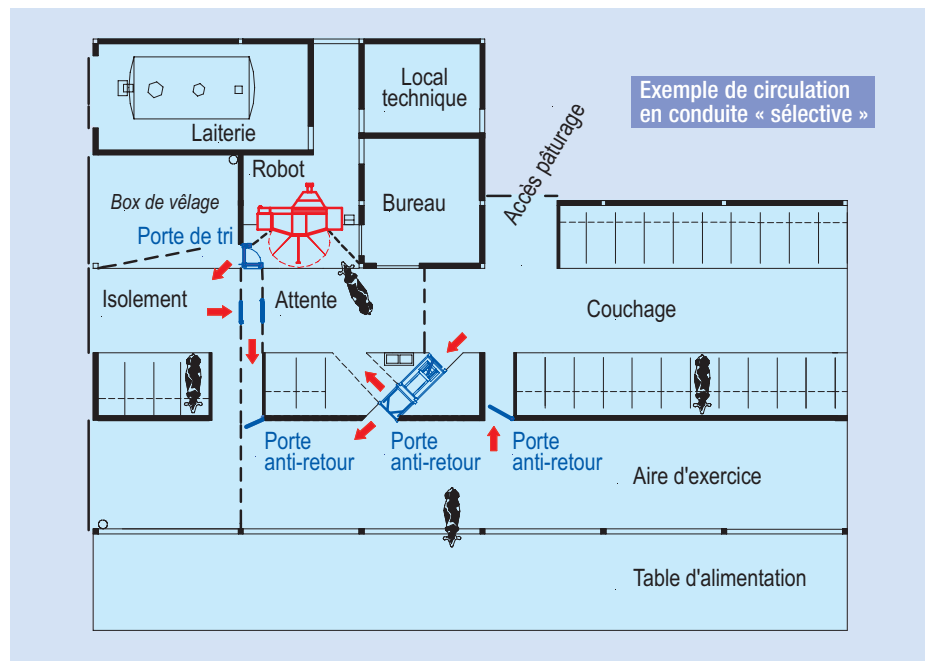 Exemple de circulation
en conduite « sélective »
Local
technique
Laiterie
Robot
Bureau
Accès pâturage
Box de vêlage
Porte de tri
Isolement
Attente
Couchage
Porte
anti-retour
Porte
anti-retour
Porte
anti-retour
Aire d'exercice
Table d'alimentation